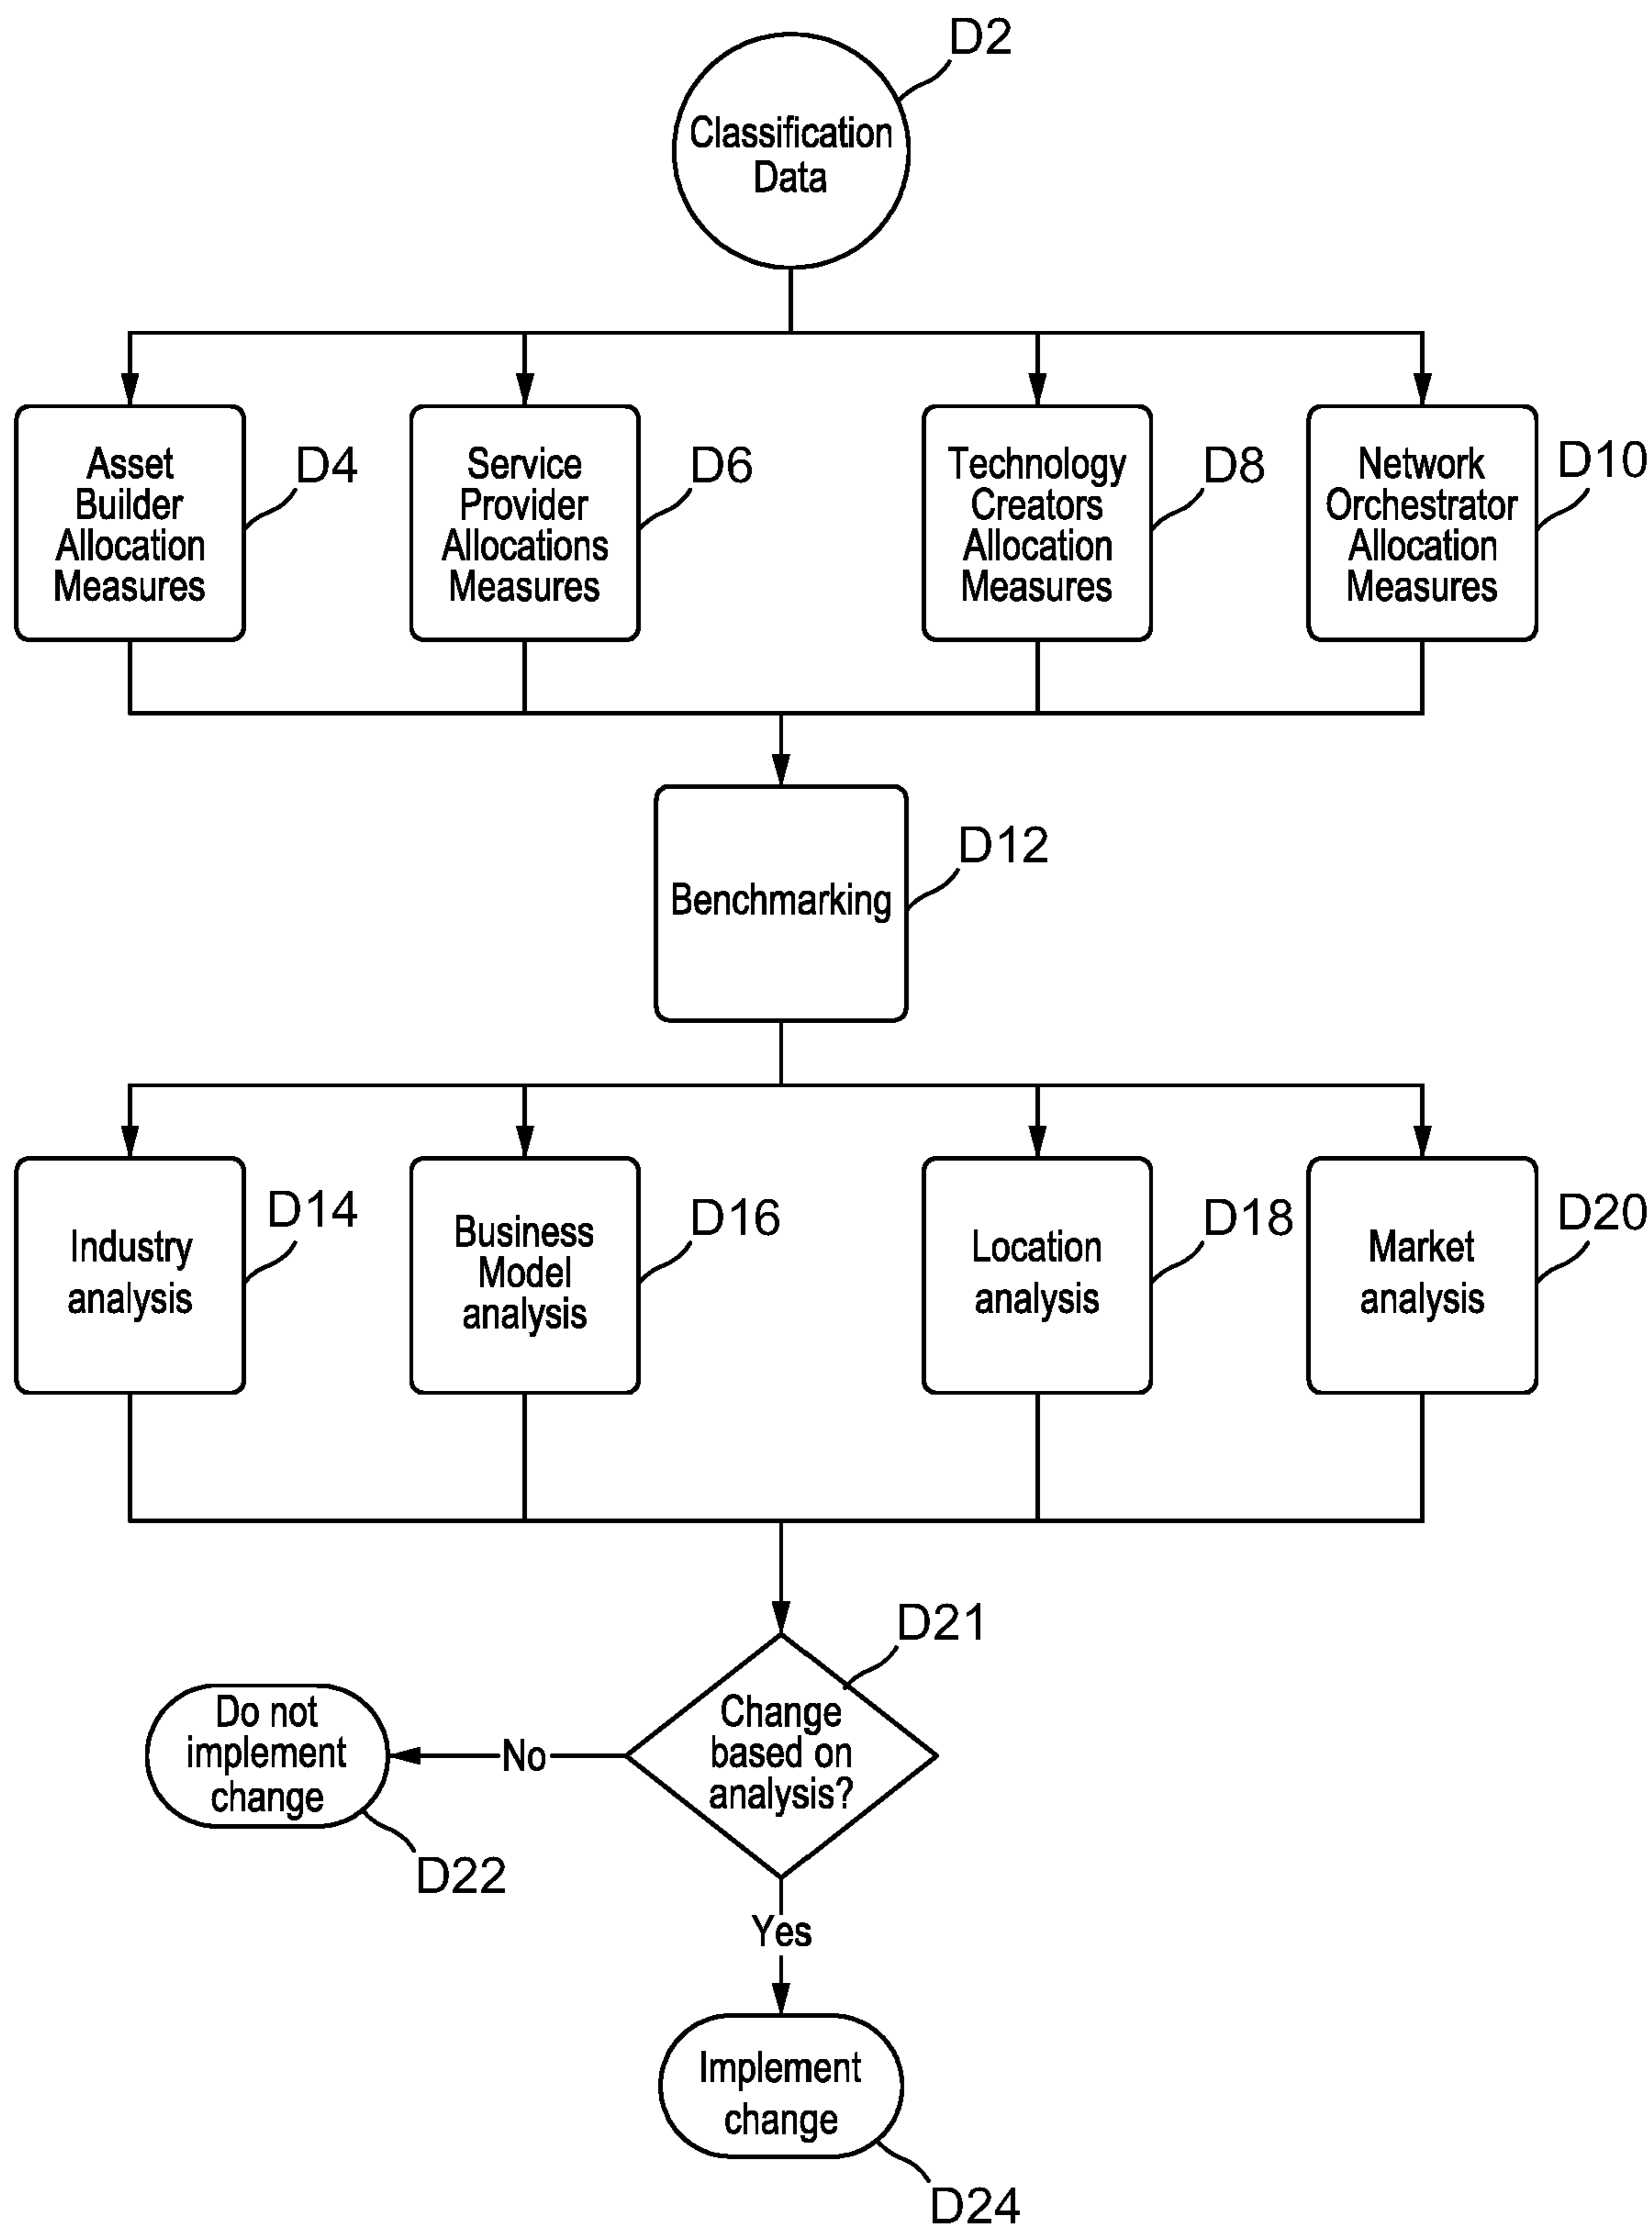 D2
Classification
Data
Asset
Builder
Allocation
Measures
D4
Service
Provider
Allocations
Measures
D6
Technology
Creators
Allocation
Measures
D8
Network
Orchestrator
Allocation
Measures
D10
Benchmarking
D12
Industry
analysis
D14
Business
Model
analysis
D16
Location
analysis
D18
Market
analysis
D20
D21
Change
based on
analysis?
No
Do not
implement
change
D22
Yes
Implement
change
D24